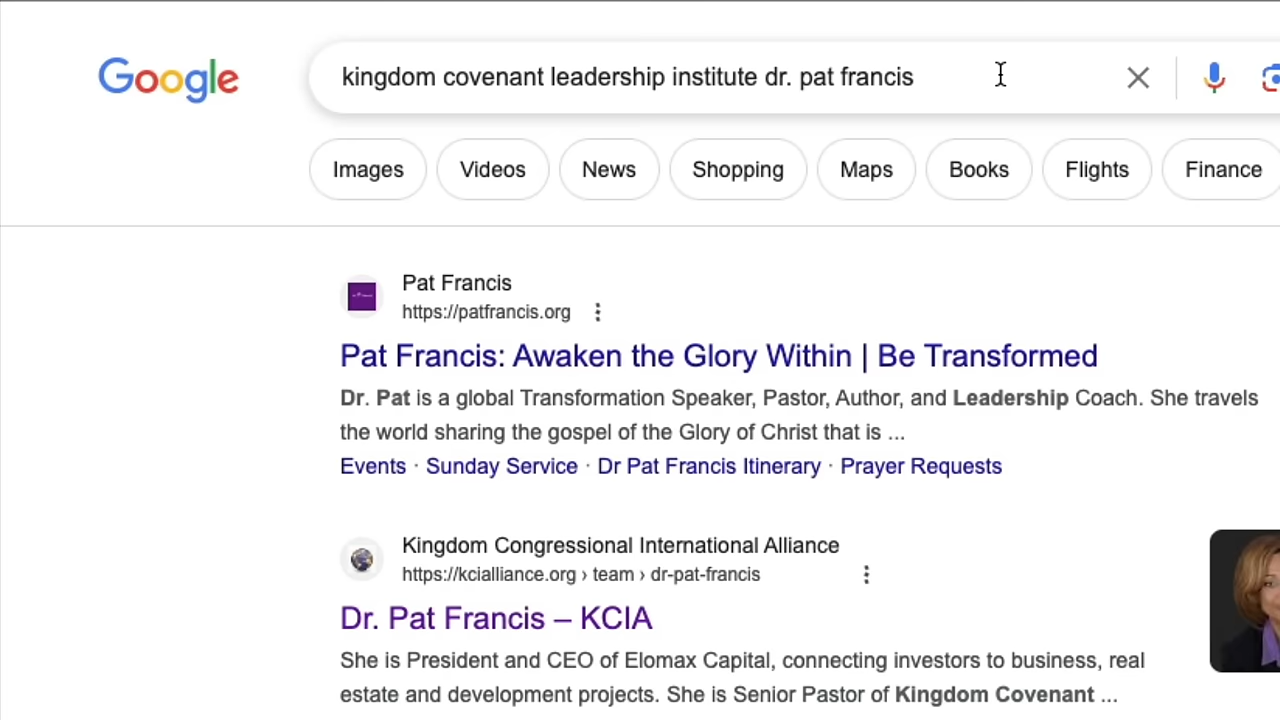 Google
kingdom covenant leadership institute dr. pat francis
Images Videos News Shopping Maps Books Flights Finance
Pat Francis
https://patfrancis.org
Pat Francis: Awaken the Glory Within | Be Transformed
Dr. Pat is a global Transformation Speaker, Pastor, Author, and Leadership Coach. She travels
the world sharing the gospel of the Glory of Christ that is ...
Events · Sunday Service · Dr Pat Francis Itinerary · Prayer Requests
Kingdom Congressional International Alliance
https://kcialliance.org › team › dr-pat-francis
Dr. Pat Francis – KCIA
She is President and CEO of Elomax Capital, connecting investors to business, real
estate and development projects. She is Senior Pastor of Kingdom Covenant ...